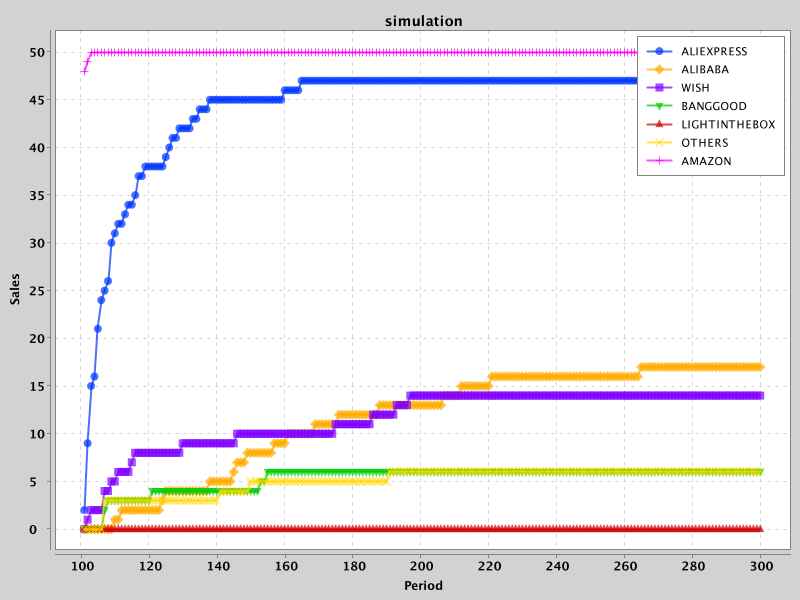 simulation
50
45
40
35
30
25
20
15
10
5
0
Sales
ALIEXPRESS
ALIBABA
WISH
BANGGOOD
LIGHTINTHEBOX
OTHERS
AMAZON
100 120 140 160 180 200 220 240 260 280 300
Period